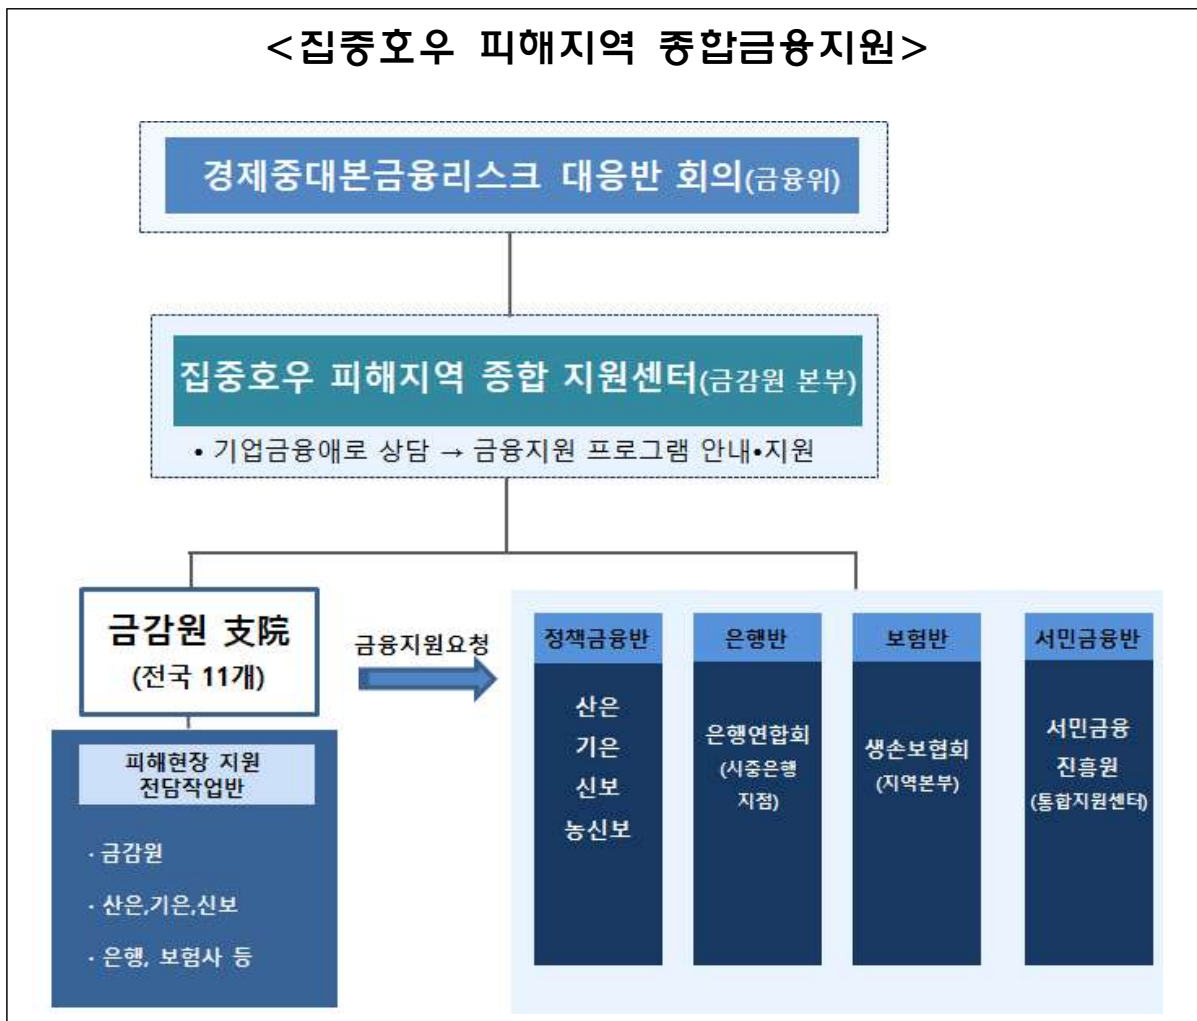 <집중호우 피해지역 종합금융지원>
경제중대본금융리스크 대응반 회의(금융위)
집중호우 피해지역 종합 지원센터(금감원 본부)
• 기업금융애로 상담 → 금융지원 프로그램 안내•지원
금감원 支院
(전국 11개)
금융지원요청
피해현장 지원
전담작업반
· 금감원
· 산은,기은,신보
· 은행, 보험사 등
정책금융반
산은
기은
신보
농신보
은행반
은행연합회
(시중은행
지점)
보험반
생손보협회
(지역본부)
서민금융반
서민금융
진흥원
(통합지원센터)